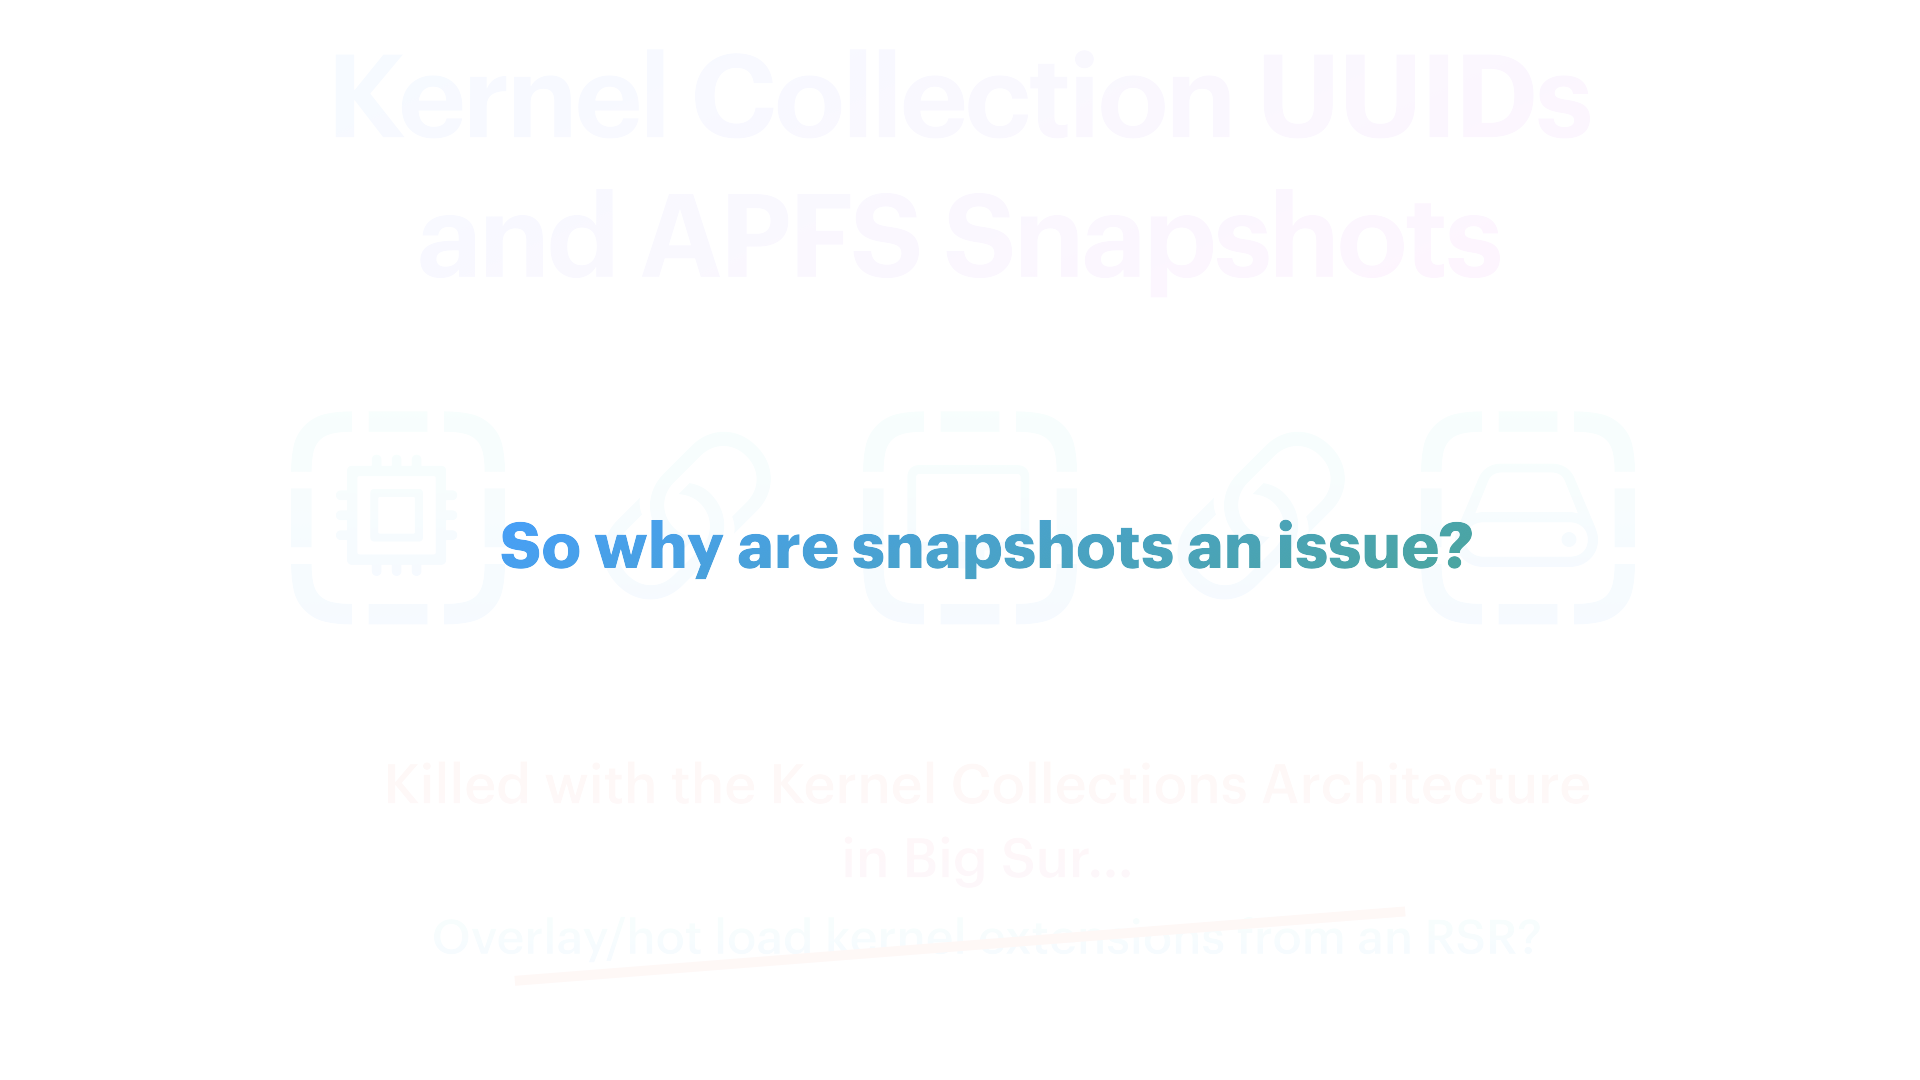 Kernel Collection UUIDs
and APFS Snapshots
So why are snapshots an issue?
Killed with the Kernel Collections Architecture
in Big Sur...
Overlay/hot load kernel extensions from an RSR?